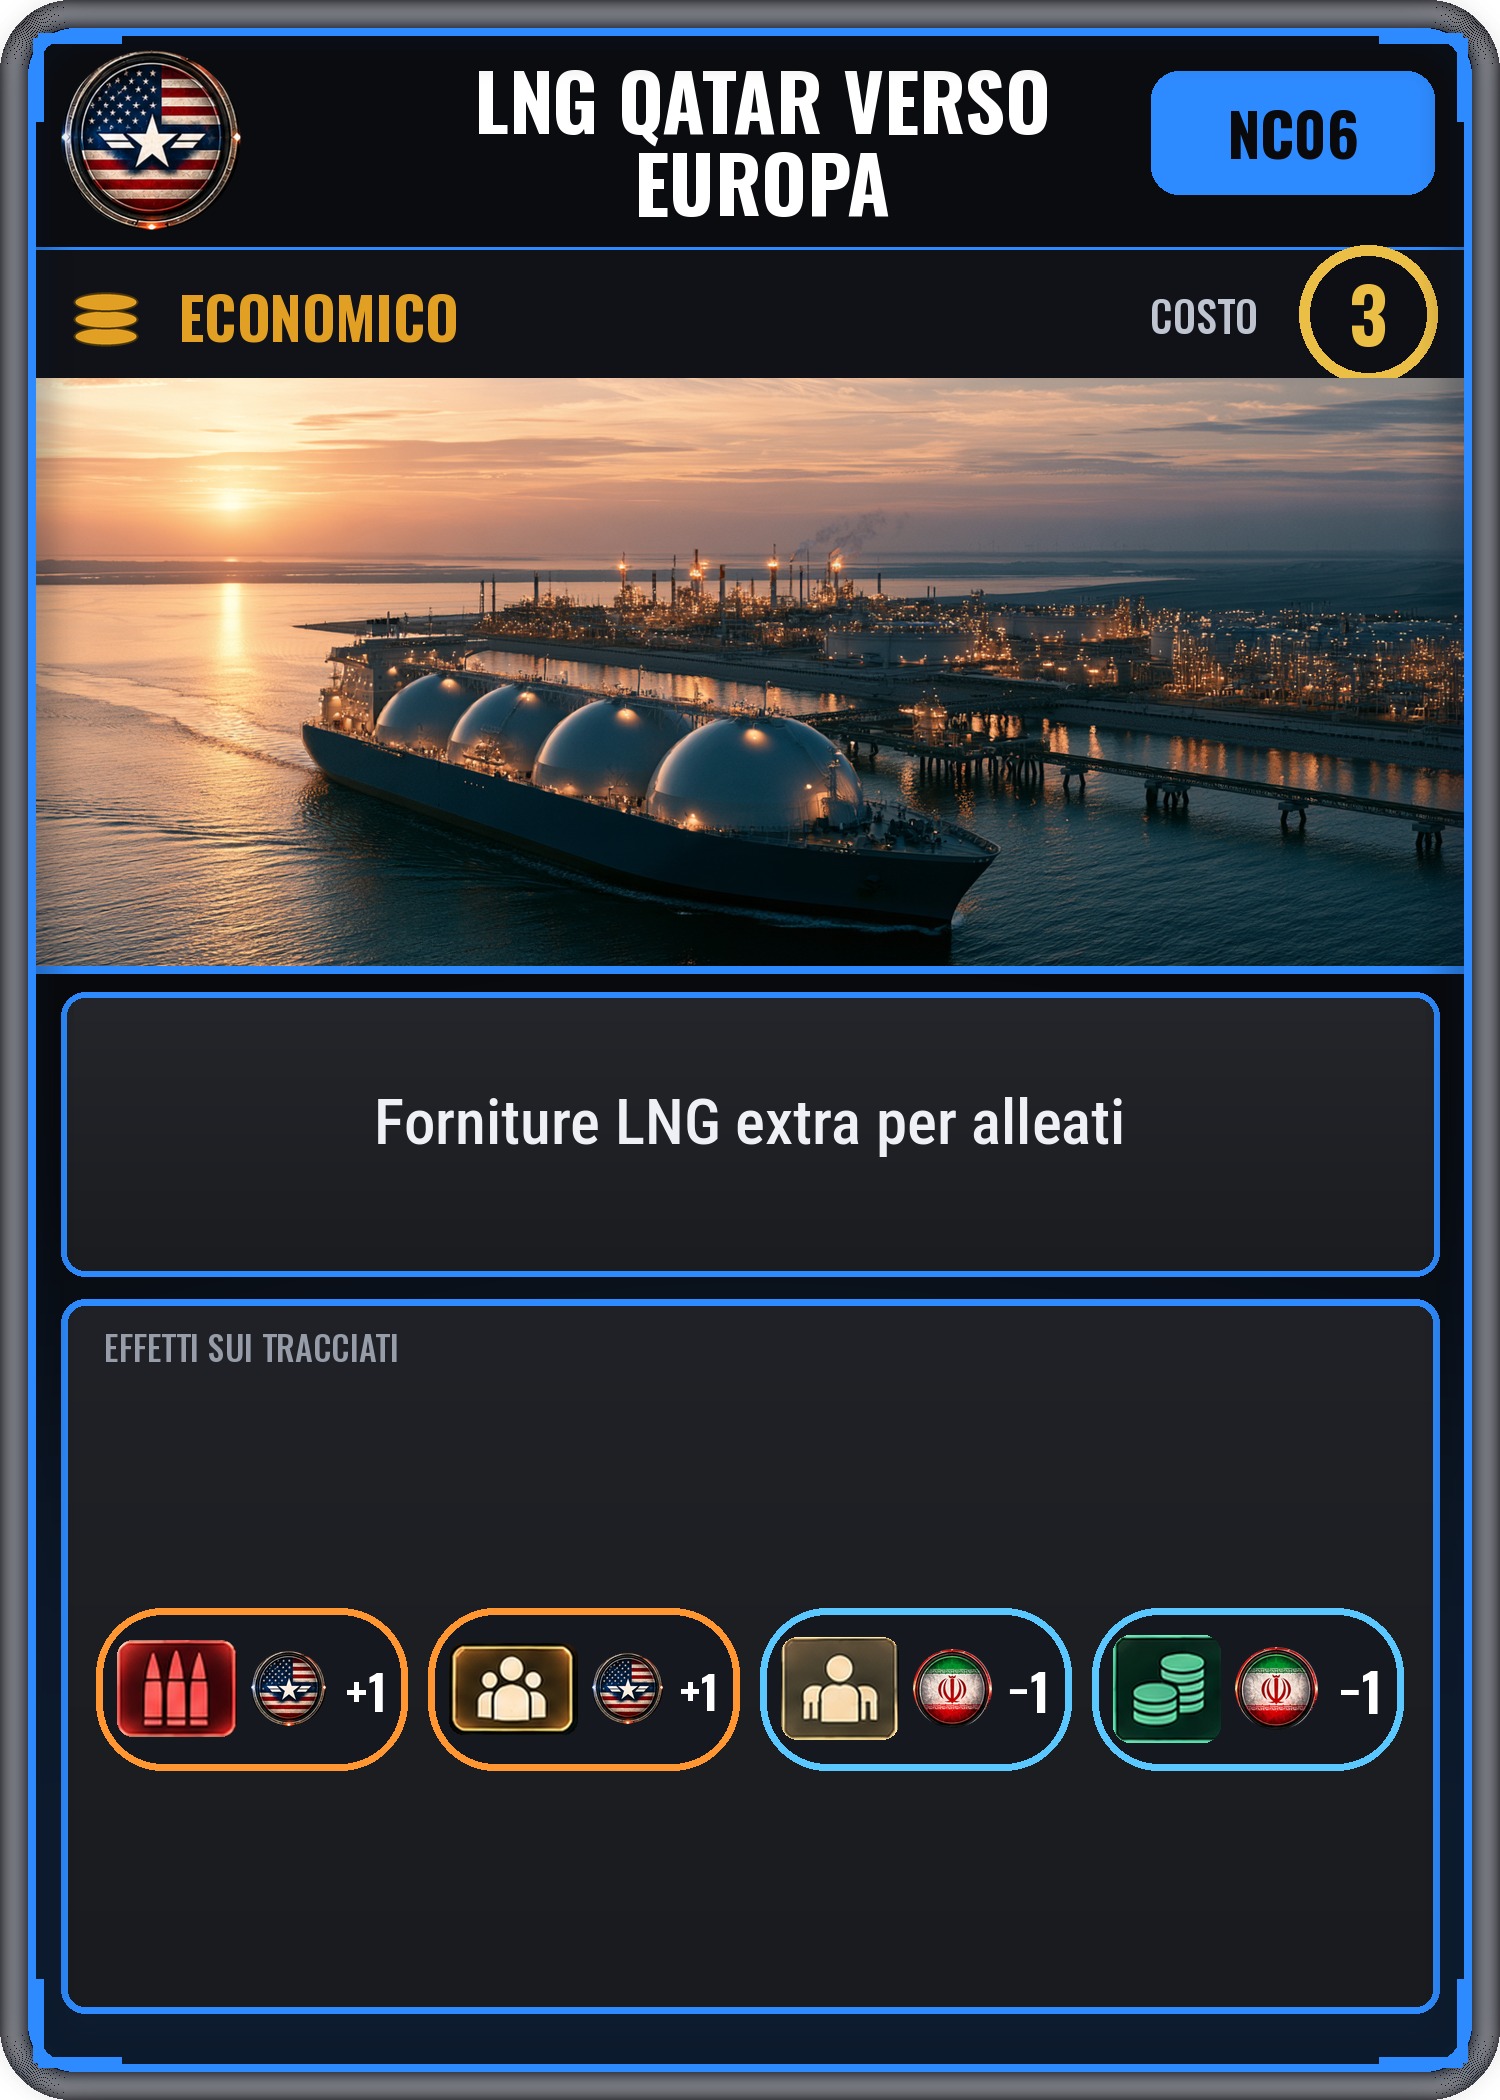 LNG QATAR VERSO
EUROPA
NC06
ECONOMICO
COSTO
3
Forniture LNG extra per alleati
EFFETTI SUI TRACCIATI
+1
+1
-1
-1